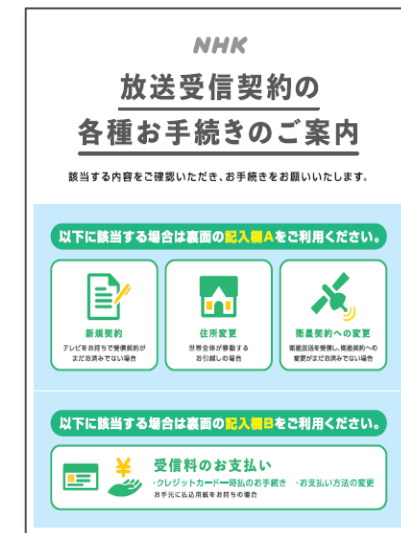 NHK
放送受信契約の
各種お手続きのご案内
該当する内容をご確認いただき、お手続きをお願いいたします。
以下に該当する場合は裏面の記入欄Aをご利用ください。
新規契約
テレビをお持ちで受信契約が
まだお済みでない場合
住所変更
世帯全体が移動する
お引越しの場合
衛星契約への変更
衛星放送を受信し、衛星契約への
変更がまだお済みでない場合
以下に該当する場合は裏面の記入欄Bをご利用ください。
¥
受信料のお支払い
・クレジットカード一時払のお手続き ・お支払い方法の変更
お手元に払込用紙をお持ちの場合